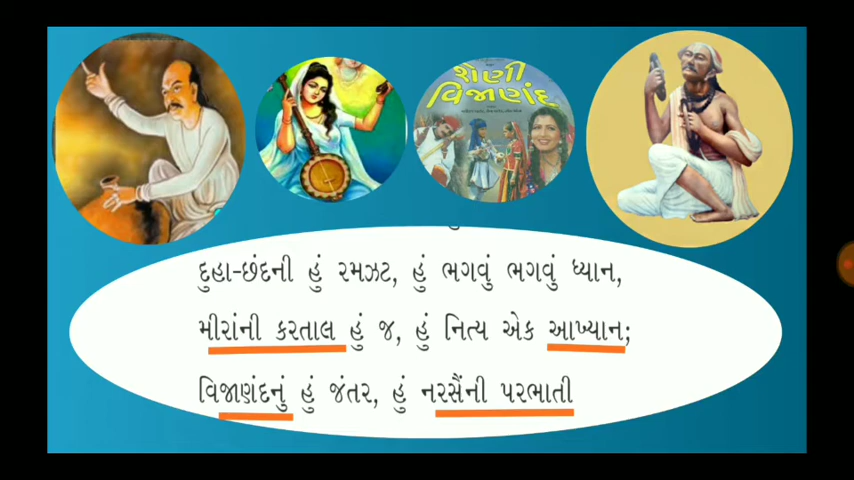 શેણી
વિજાણંદ
દુહા-છંદની હું રમઝટ, હું ભગવું ભગવું ધ્યાન,
મીરાંની કરતાલ હું જ, હું નિત્ય એક આખ્યાન;
વિજાણંદનું હું જંતર, હું નરસૈંની પરભાતી